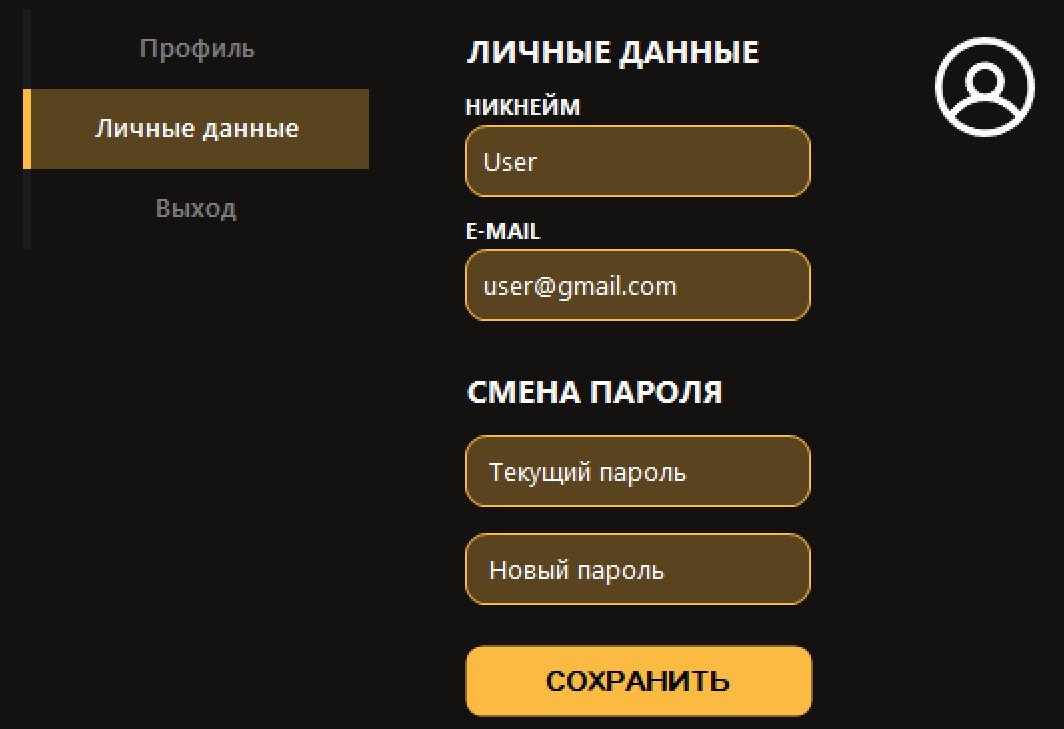 Профиль
Личные данные
Выход
ЛИЧНЫЕ ДАННЫЕ
НИКНЕЙМ
User
E-MAIL
user@gmail.com
СМЕНА ПАРОЛЯ
Текущий пароль
Новый пароль
СОХРАНИТЬ